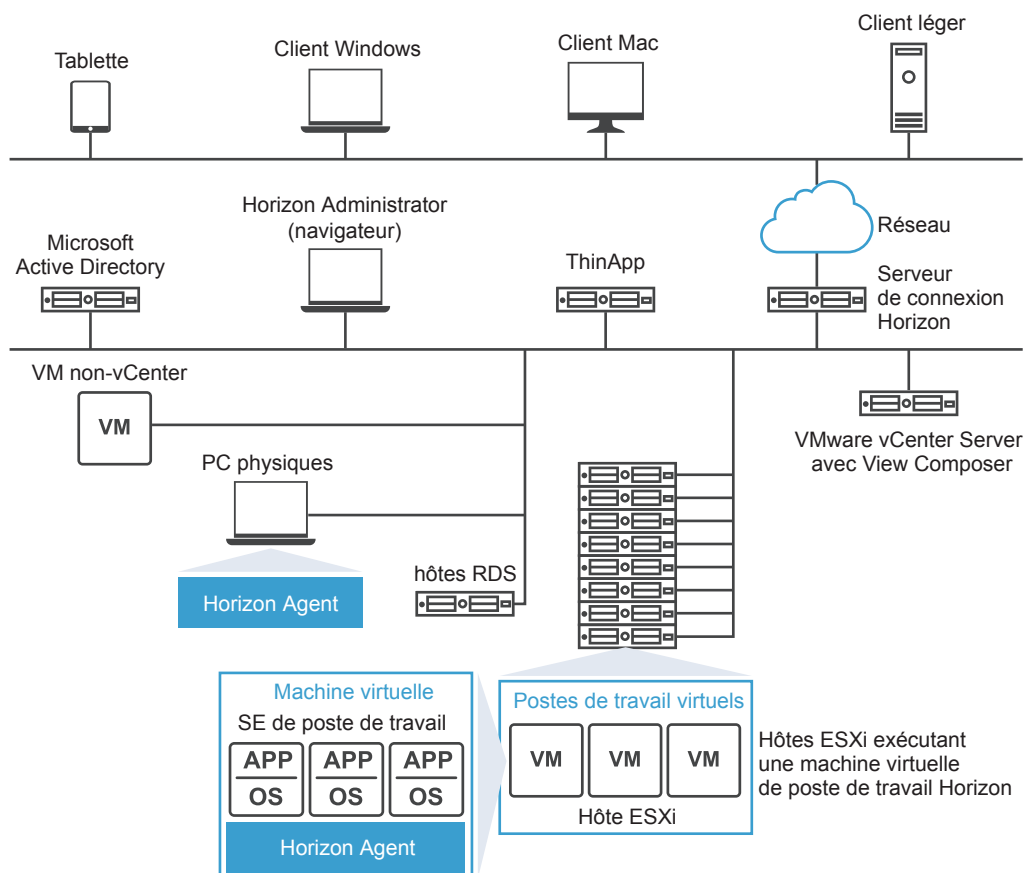 Tablette
Client Windows
Client Mac
Client léger
Réseau
Microsoft
Active Directory
Horizon Administrator
(navigateur)
ThinApp
Serveur
de connexion
Horizon
VM non-vCenter
VM
PC physiques
Horizon Agent
hôtes RDS
VMware vCenter Server
avec View Composer
Machine virtuelle
SE de poste de travail
APP APP APP
OS OS OS
Horizon Agent
Postes de travail virtuels
VM VM VM
Hôte ESXi
Hôtes ESXi exécutant
une machine virtuelle
de poste de travail Horizon